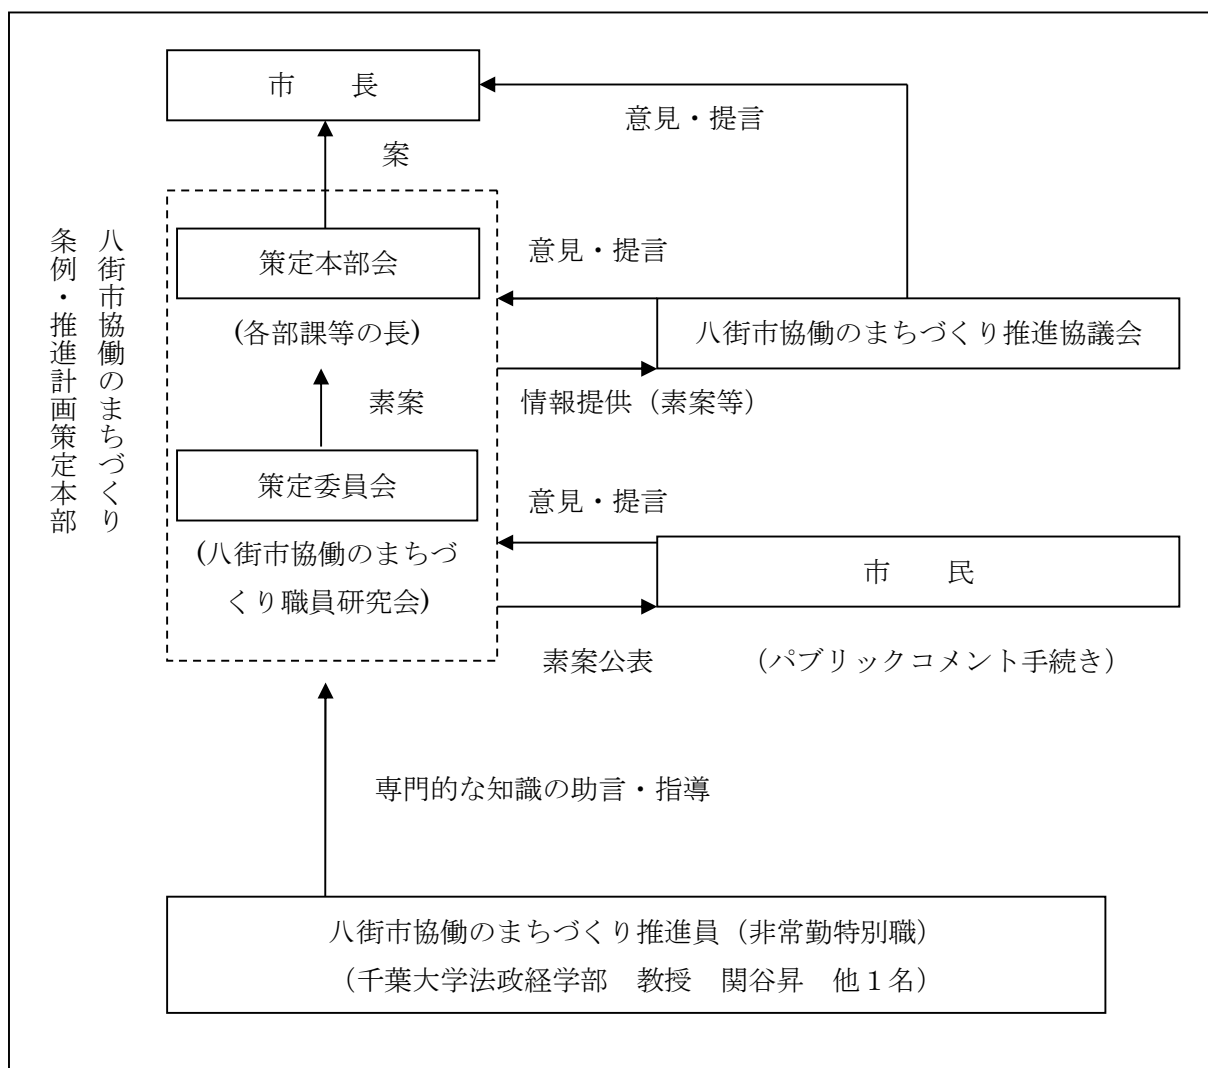 市　　長
意見・提言
案
八街市協働のまちづくり
条例・推進計画策定本部
策定本部会
意見・提言
(各部課等の長)
八街市協働のまちづくり推進協議会
素案
情報提供（素案等）
策定委員会
意見・提言
(八街市協働のまちづ
くり職員研究会)
市　　民
素案公表
（パブリックコメント手続き）
専門的な知識の助言・指導
八街市協働のまちづくり推進員（非常勤特別職）
（千葉大学法政経学部　教授　関谷昇　他１名）